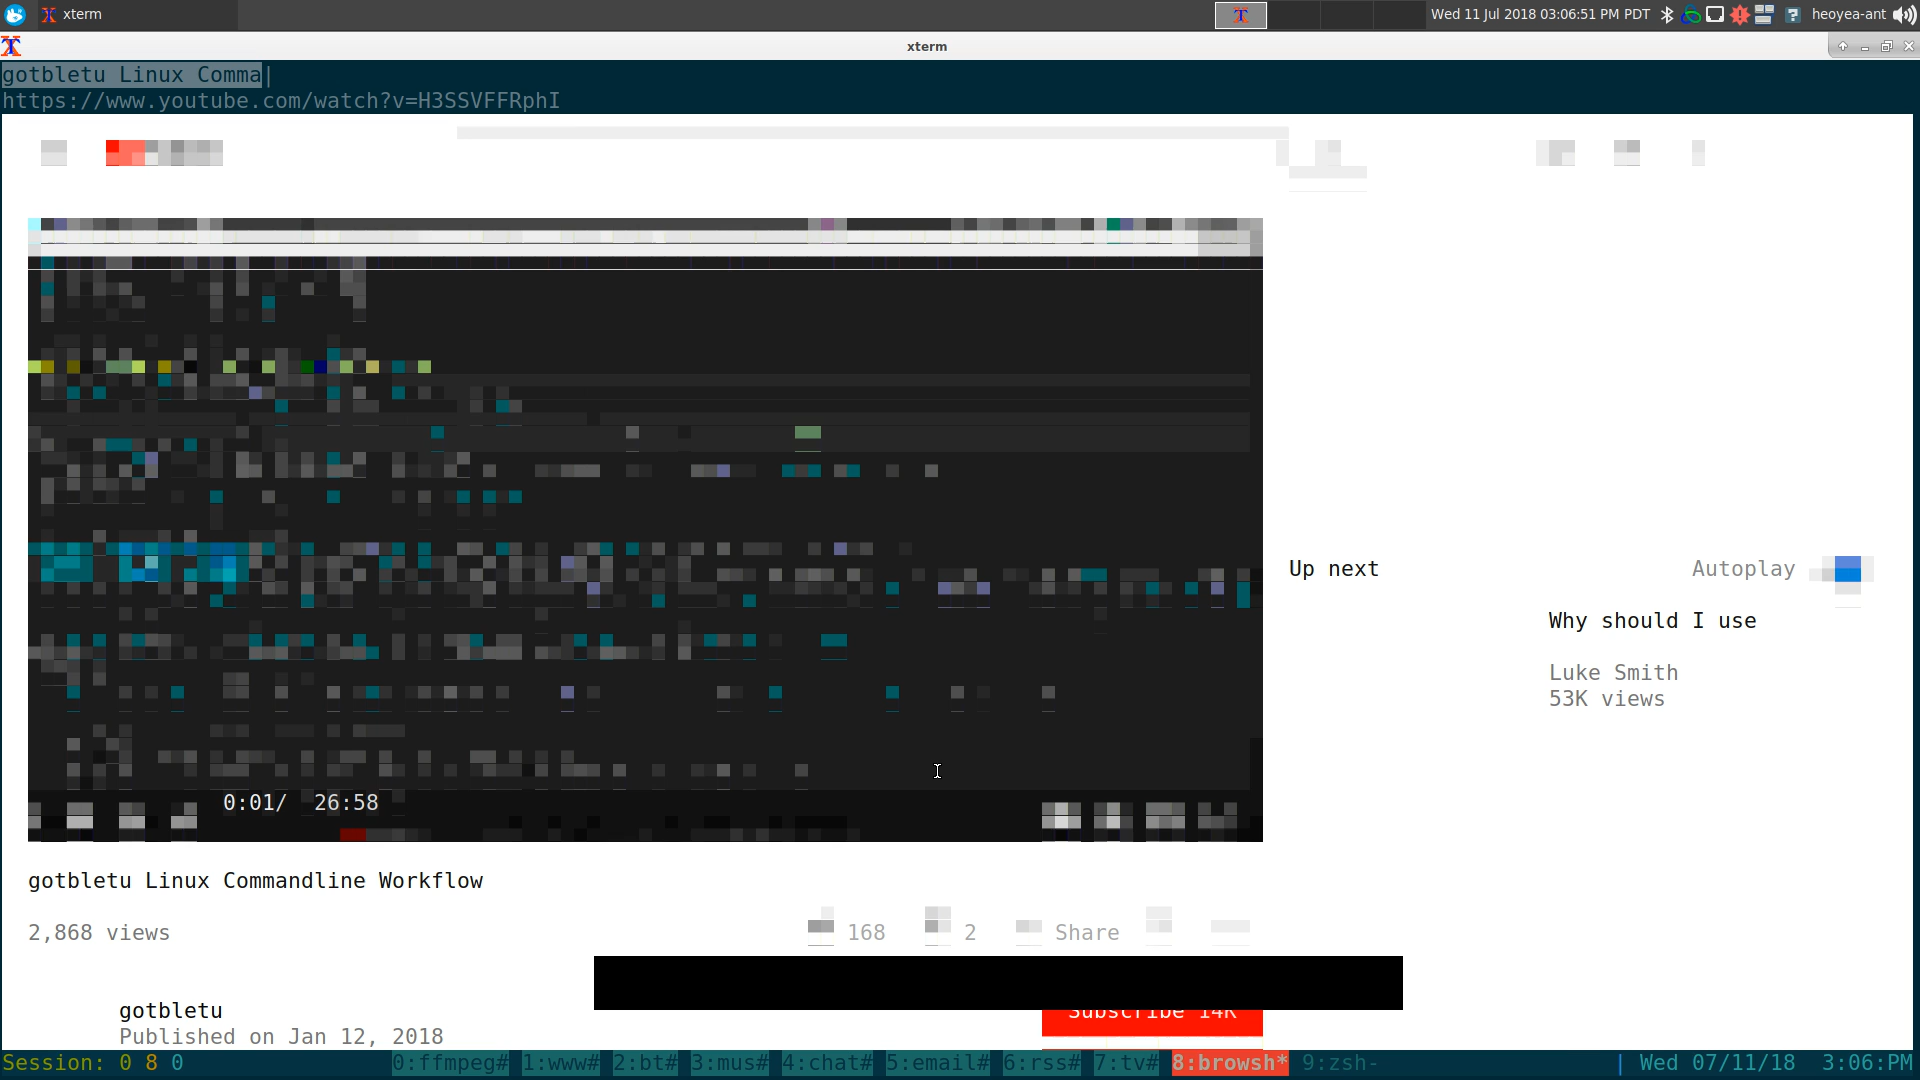 xterm
Wed 11 Jul 2018 03:06:51 PM PDT
heoyea-ant
xterm
gotbletu Linux Comma
https://www.youtube.com/watch?v=H3SSVFFRphI
Up next
Autoplay
Why should I use
Luke Smith
53K views
0:01/ 26:58
gotbletu Linux Commandline Workflow
2,868 views
168
2
Share
gotbletu
Subscribe 14K
Published on Jan 12, 2018
Session: 0 8 0 0:ffmpeg# 1:www# 2:bt# 3:mus# 4:chat# 5:email# 6:rss# 7:tv# 8:browsh* 9:zsh- | Wed 07/11/18 3:06:PM